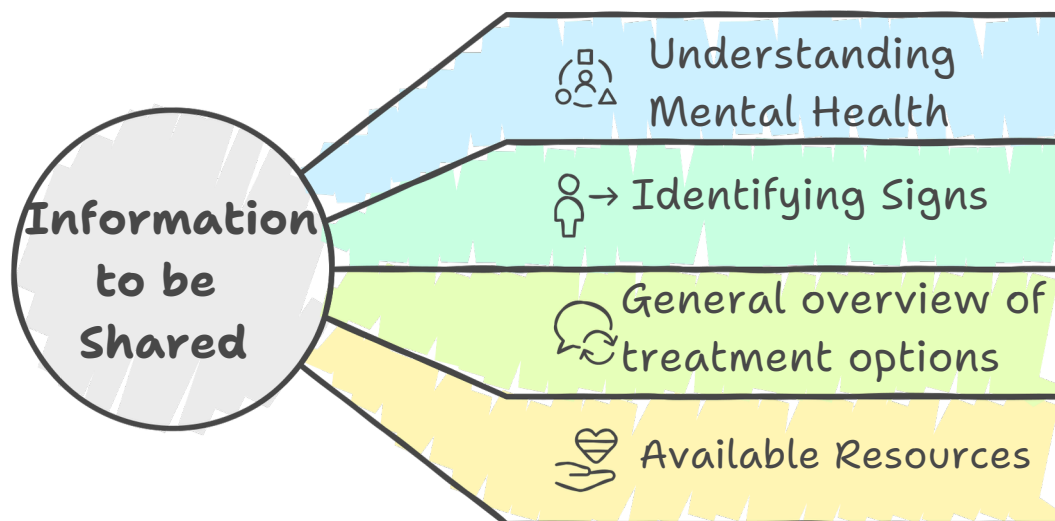 Information
to be
Shared
Understanding
Mental Health
Identifying Signs
General overview of
treatment options
Available Resources